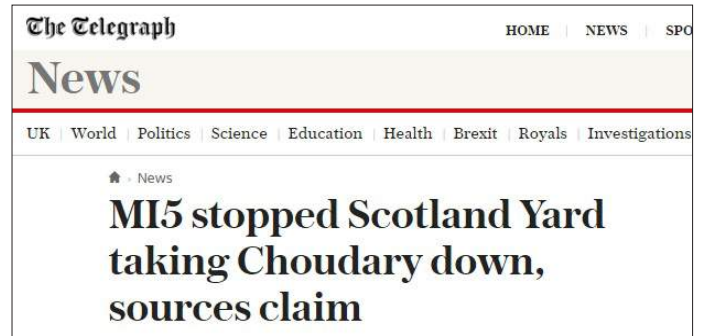 The Telegraph
HOME NEWS SPO
News
UK World Politics Science Education Health Brexit Royals Investigations
News
MI5 stopped Scotland Yard
taking Choudary down,
sources claim